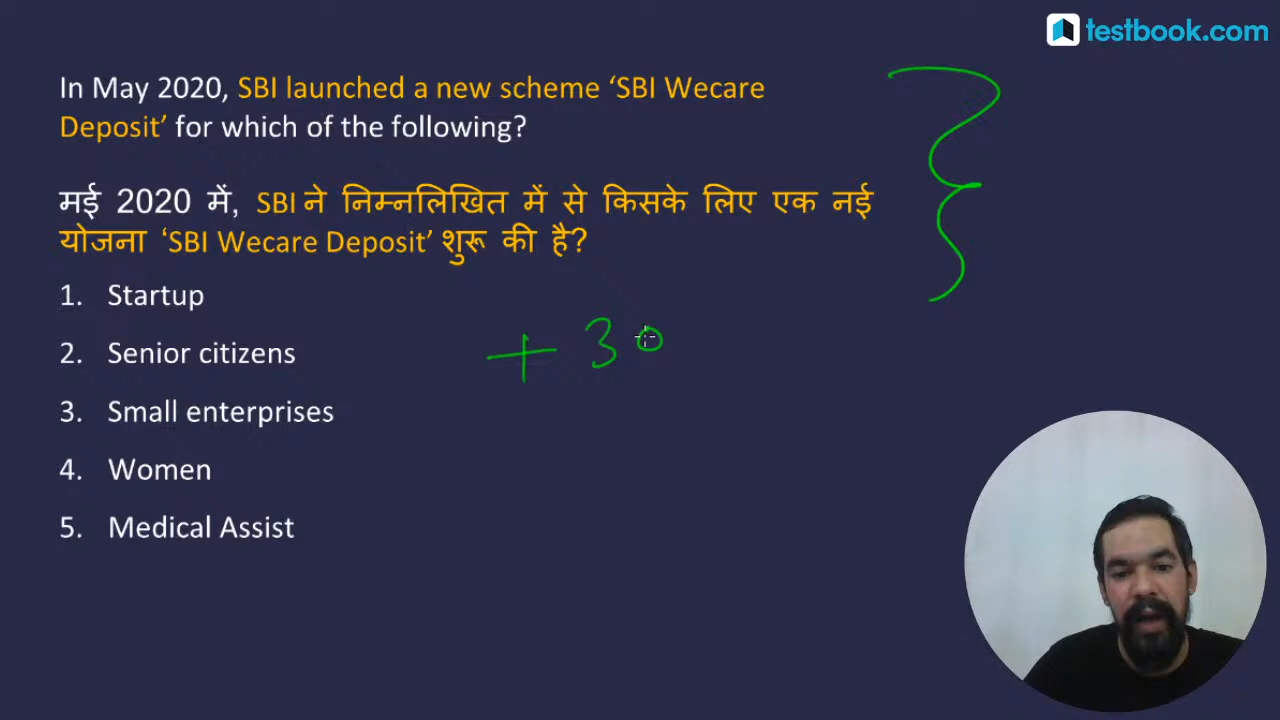 testbook.com
In May 2020, SBI launched a new scheme ‘SBI Wecare
Deposit’ for which of the following?
मई 2020 में, SBI ने निम्नलिखित में से किसके लिए एक नई
योजना ‘SBI Wecare Deposit’ शुरू की है?
1. Startup
2. Senior citizens
+ 30
3. Small enterprises
4. Women
5. Medical Assist